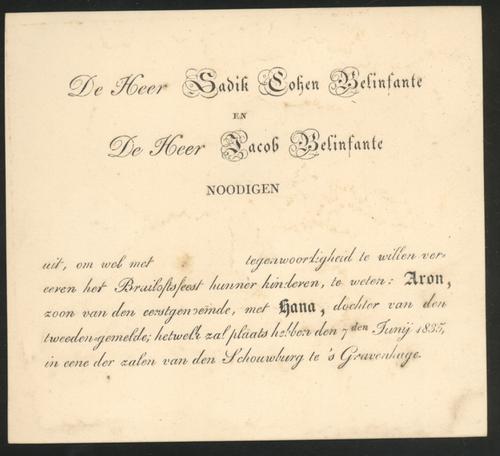 De Heer Sadik Cohen Belinfante
EN
De Heer Jacob Belinfante
NOODIGEN
uit, om wel met tegenwoordigheid te willen ver-
eeren het Bruiloftsfeest hunner kinderen, te weten: Aron,
zoon van den eerstgenoemde, met Hana, dochter van den
tweeden-gemelde; hetwelk zal plaats hebben den 7den Junij 1835,
in eene der zalen van den Schouwburg te 's Gravenhage.